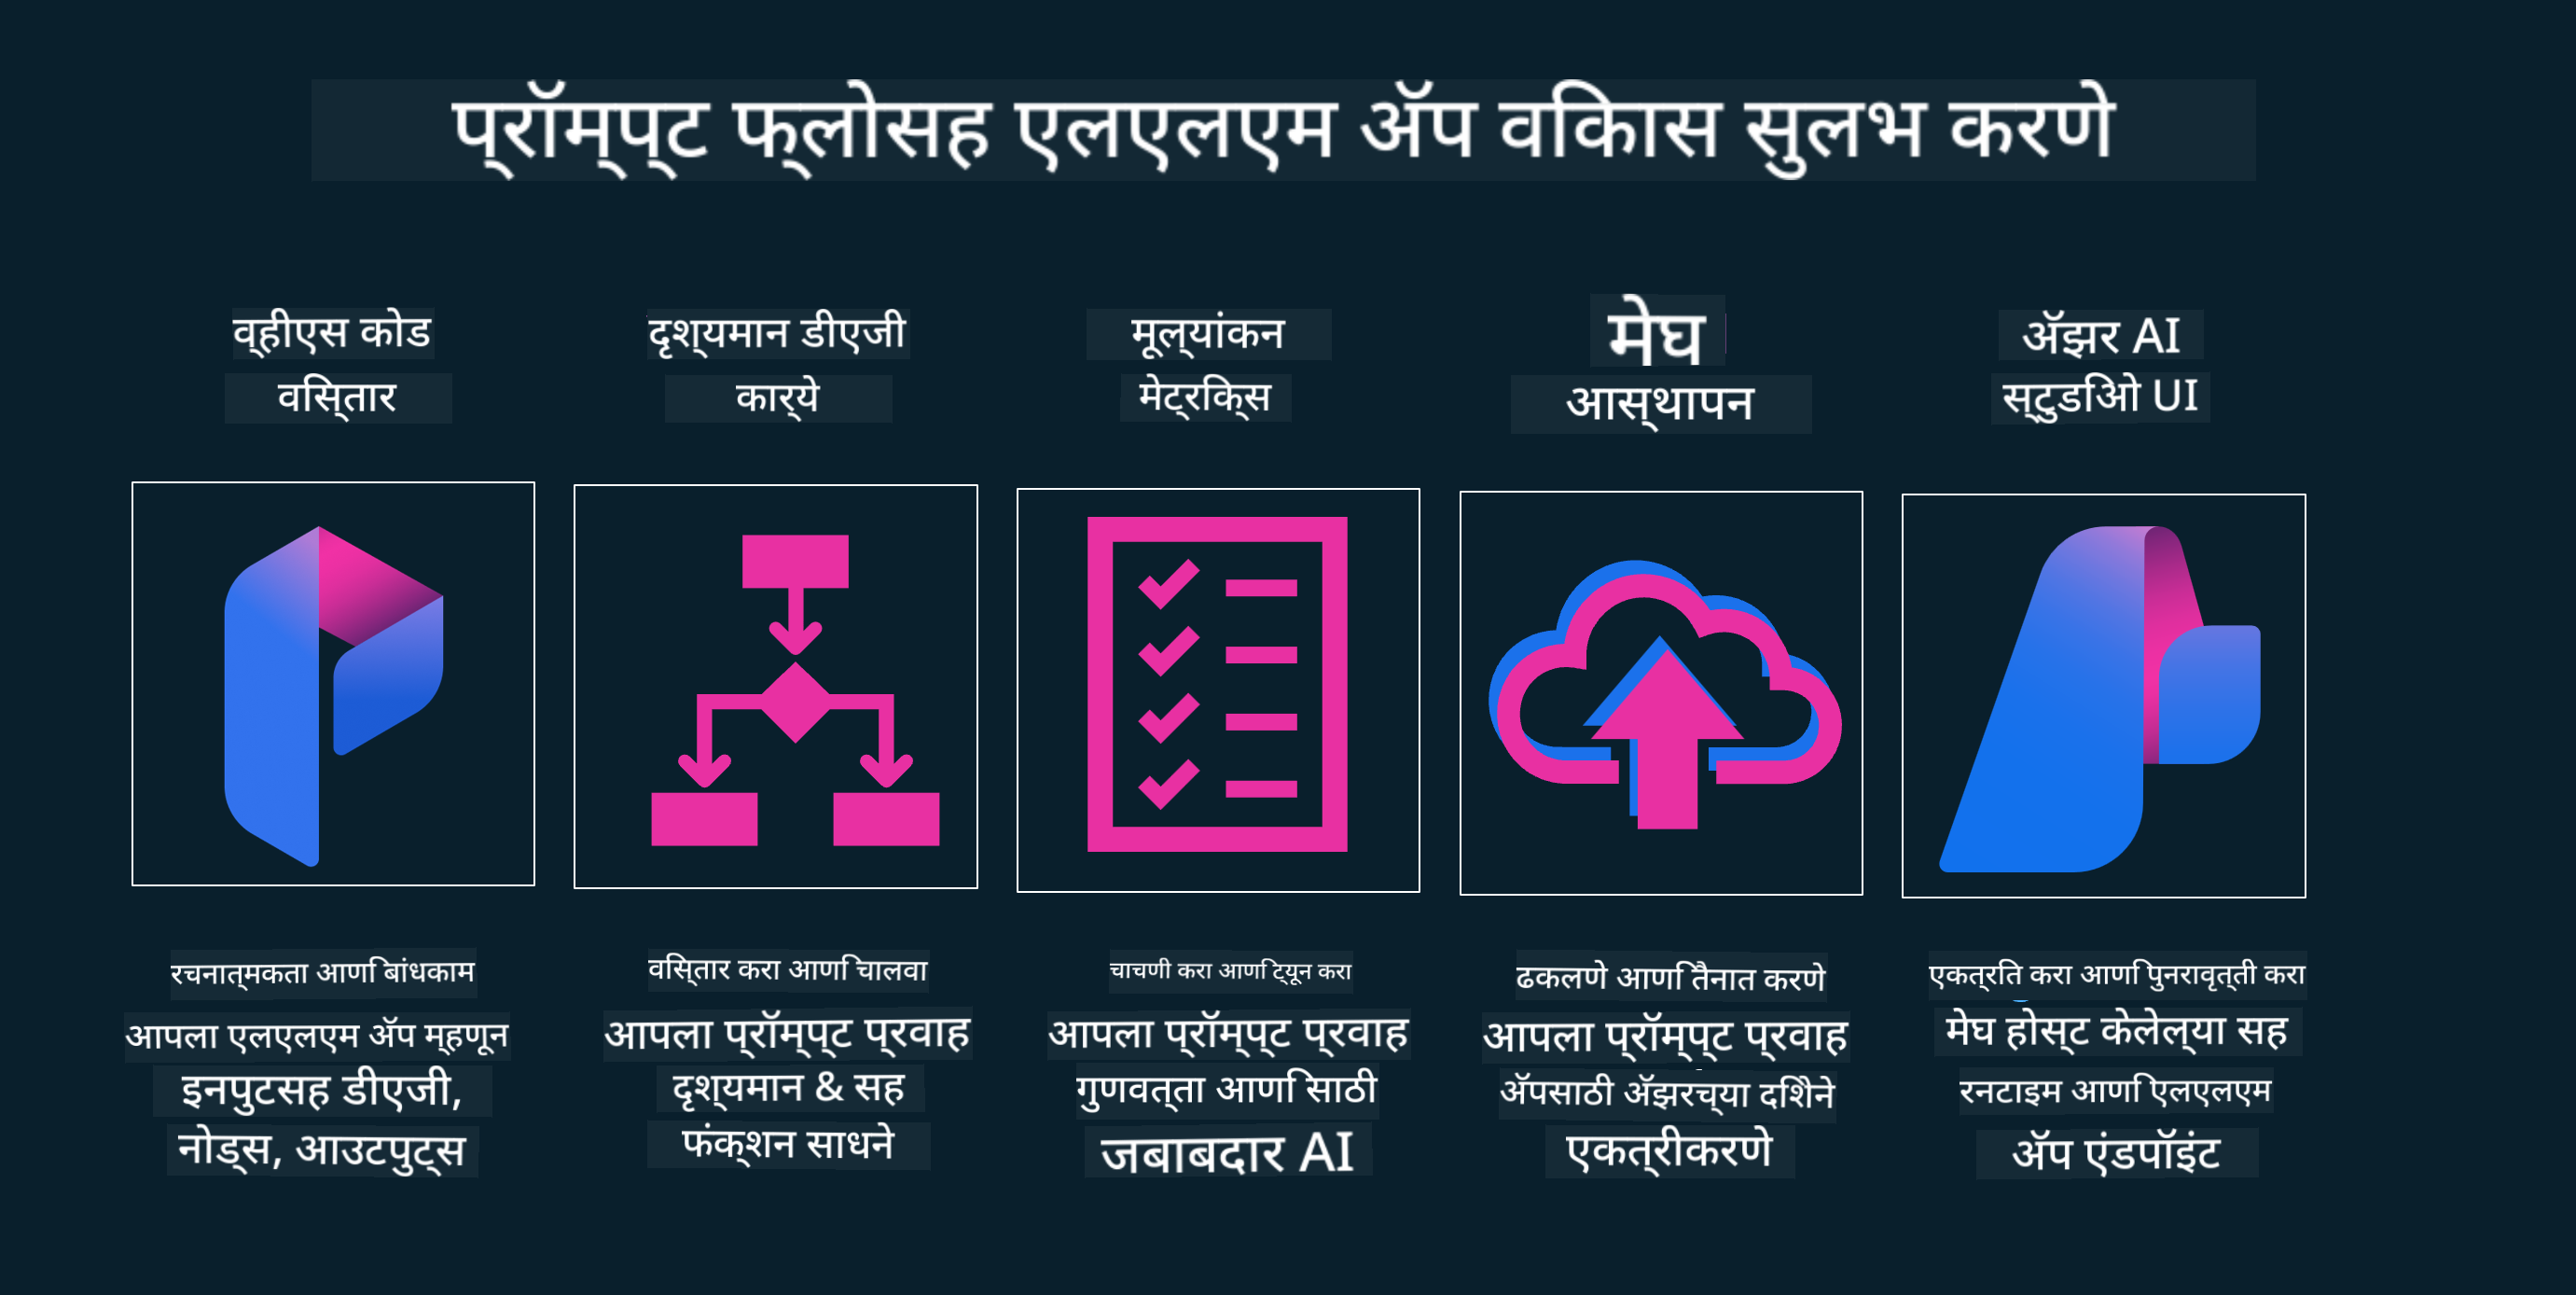 प्रॉम्प्ट फ्लोसह एलएलएम ॲप विकास सुलभ करणे
व्हीएस कोड
विस्तार
दृश्यमान डीएजी
कार्ये
मूल्यांकन
मेट्रिक्स
मेघ
आस्थापन
ॲझर AI
स्टुडिओ UI
रचनात्मकता आणि बांधकाम
आपला एलएलएम ॲप म्हणून
इनपुटसह डीएजी,
नोड्स, आउटपुट्स
विस्तार करा आणि चालवा
आपला प्रॉम्प्ट प्रवाह
दृश्यमान & सह
फंक्शन साधने
चाचणी करा आणि ट्यून करा
आपला प्रॉम्प्ट प्रवाह
गुणवत्ता आणि साठी
जबाबदार AI
ढकलणे आणि तैनात करणे
आपला प्रॉम्प्ट प्रवाह
ॲपसाठी ॲझरच्या दिशेने
एकत्रीकरणे
एकत्रित करा आणि पुनरावृत्ती करा
मेघ होस्ट केलेल्या सह
रनटाइम आणि एलएलएम
ॲप एंडपॉइंट